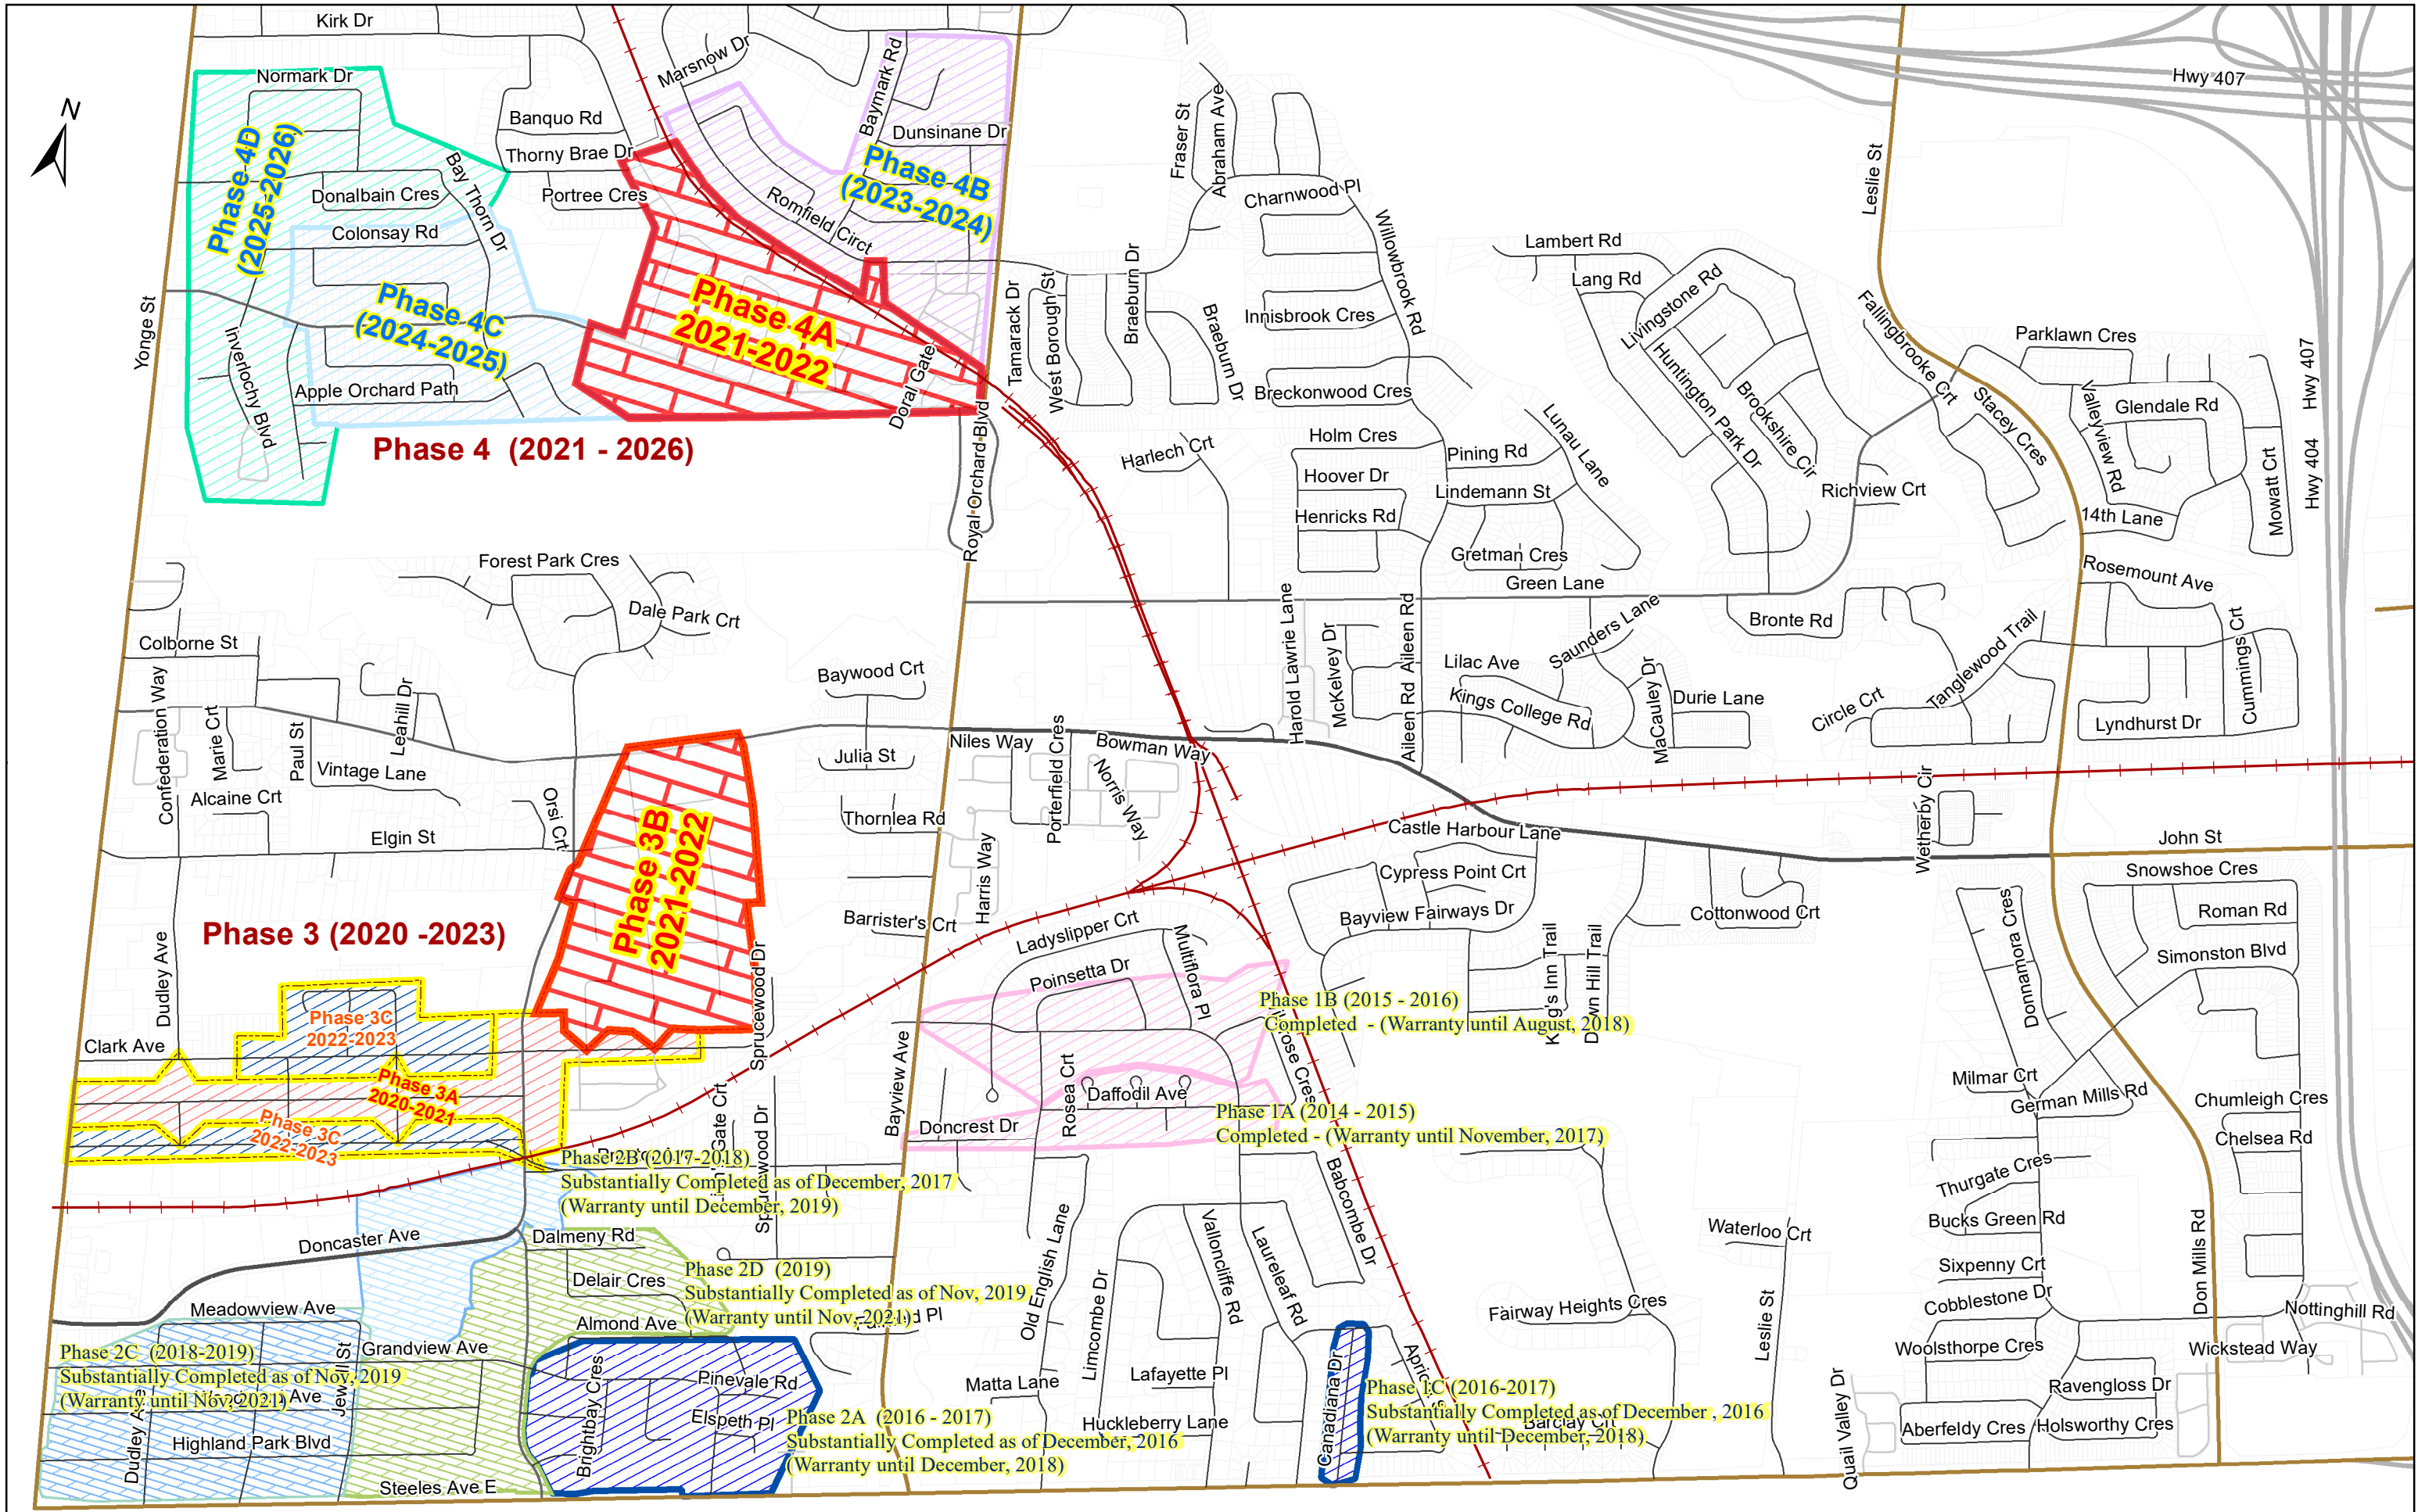 Kirk Dr
Marsnow Dr
Baymark Rd
Hwy 407
Normark Dr
N
Banquo Rd
Dunsinane Dr
Fraser St
Abraham Ave
Leslie St
Thorny Brae Dr
Phase 4D
(2025-2026)
Bay Thorn Dr
Donalbain Cres
Portree Cres
Phase 4B
(2023-2024)
Charnwood Pl
Romfield Circt
Colonsay Rd
Willowbrook Rd
Lambert Rd
Lang Rd
Livingstone Rd
Yonge St
Phase 4C
(2024-2025)
Phase 4A
2021-2022
Tamarack Dr
West Borough St
Braeburn Dr
Braeburn Dr
Innisbrook Cres
Fallingbrooke Crt
Parklawn Cres
Hwy 407
Inverlochy Blvd
Apple Orchard Path
Doral Gate
Breckonwood Cres
Huntington Park Dr
Brookshire Cir
Stacey Cres
Valleyview Rd
Glendale Rd
Phase 4 (2021 - 2026)
Royal Orchard Blvd
Harlech Crt
Holm Cres
Hoover Dr
Henricks Rd
Pining Rd
Lunau Lane
Lindemann St
Richview Crt
14th Lane
Mowatt Crt
Hwy 404
Gretman Cres
Green Lane
Forest Park Cres
Dale Park Crt
Rosemount Ave
Harold Lawrie Lane
McKelvey Dr
Aileen Rd
Aileen Rd
Saunders Lane
Bronte Rd
Tanglewood Trail
Cummings Crt
Colborne St
Confederation Way
Marie Crt
Paul St
Leahill Dr
Baywood Crt
Lilac Ave
Kings College Rd
MaCauley Dr
Durie Lane
Circle Crt
Lyndhurst Dr
Niles Way
Porterfield Cres
Bowman Way
Norris Way
Julia St
Vintage Lane
Alcaine Crt
Orsi Crt
Elgin St
Phase 3B
2021-2022
Thornlea Rd
Harris Way
Castle Harbour Lane
Wetherby Cir
John St
Cypress Point Crt
Snowshoe Cres
Bayview Fairways Dr
Cottonwood Crt
Roman Rd
Barrister's Crt
Ladyslipper Crt
Multiflora Pl
Donnamora Cres
Simonston Blvd
Phase 3 (2020 -2023)
Dudley Ave
Sprucewood Dr
Poinsetta Dr
Down Hill Trail
Phase 1B (2015 - 2016)
Completed - (Warranty until August, 2018)
Phase 3C
2022-2023
Clark Ave
Bayview Ave
Phase 3A
2020-2021
Phase 3C
2022-2023
Rosea Crt
Daffodil Ave
Doncrest Dr
Phase 1A (2014 - 2015)
Completed - (Warranty until November, 2017)
Milmar Crt
German Mills Rd
Chumleigh Cres
Chelsea Rd
Phase 2B (2017-2018)
Substantially Completed as of December, 2017
(Warranty until December, 2019)
Babcombe Dr
Thurgate Cres
Bucks Green Rd
Waterloo Crt
Doncaster Ave
Dalmeny Rd
Delair Cres
Old English Lane
Valloncliffe Rd
Laureleaf Rd
Limcombe Dr
Sixpenny Crt
Don Mills Rd
Phase 2D (2019)
Substantially Completed as of Nov, 2019
(Warranty until Nov, 2021)
Cobblestone Dr
Fairway Heights Cres
Nottinghill Rd
Meadowview Ave
Almond Ave
Grandview Ave
Leslie St
Woolsthorpe Cres
Wickstead Way
Phase 2C (2018-2019)
Substantially Completed as of Nov, 2019
(Warranty until Nov, 2021)
Jewell St
Dudley Ave
Highland Park Blvd
Brightbay Cres
Pinevale Rd
Elspeth Pl
Matta Lane
Lafayette Pl
Huckleberry Lane
Canadiana Dr
Phase 1C (2016-2017)
Substantially Completed as of December , 2016
(Warranty until December, 2018)
Barclay Crt
Quail Valley Dr
Ravengloss Dr
Aberfeldy Cres
Holsworthy Cres
Phase 2A (2016 - 2017)
Substantially Completed as of December, 2016
(Warranty until December, 2018)
Steeles Ave E